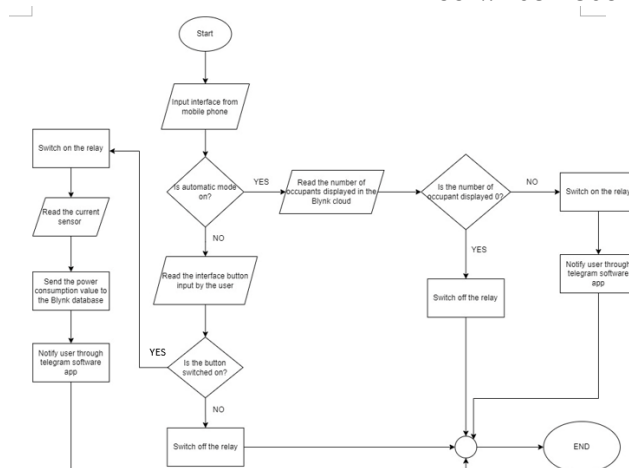 Start
Input interface from
mobile phone
Switch on the relay
Is automatic mode
on?
YES
Read the number of
occupants displayed in the
Blynk cloud
Is the number of
occupant displayed 0?
NO
Switch on the relay
Read the current
sensor
NO
YES
Notify user through
telegram software
app
Send the power
consumption value to
the Blynk database
Read the interface button
input by the user
Switch off the relay
Notify user through
telegram software
app
YES
Is the button
switched on?
NO
Switch off the relay
END